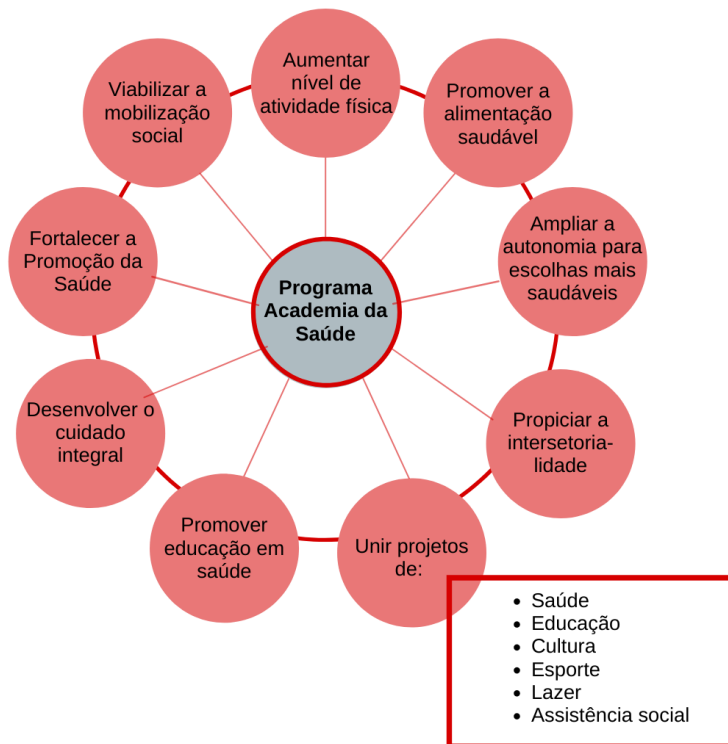 Aumentar
nível de
atividade física
Promover a
alimentação
saudável
Ampliar a
autonomia para
escolhas mais
saudáveis
Propiciar a
intersetoria-
lidade
Unir projetos
de:
Saúde
Educação
Cultura
Esporte
Lazer
Assistência social
Promover
educação em
saúde
Desenvolver o
cuidado
integral
Fortalecer a
Promoção da
Saúde
Viabilizar a
mobilização
social
Programa
Academia da
Saúde